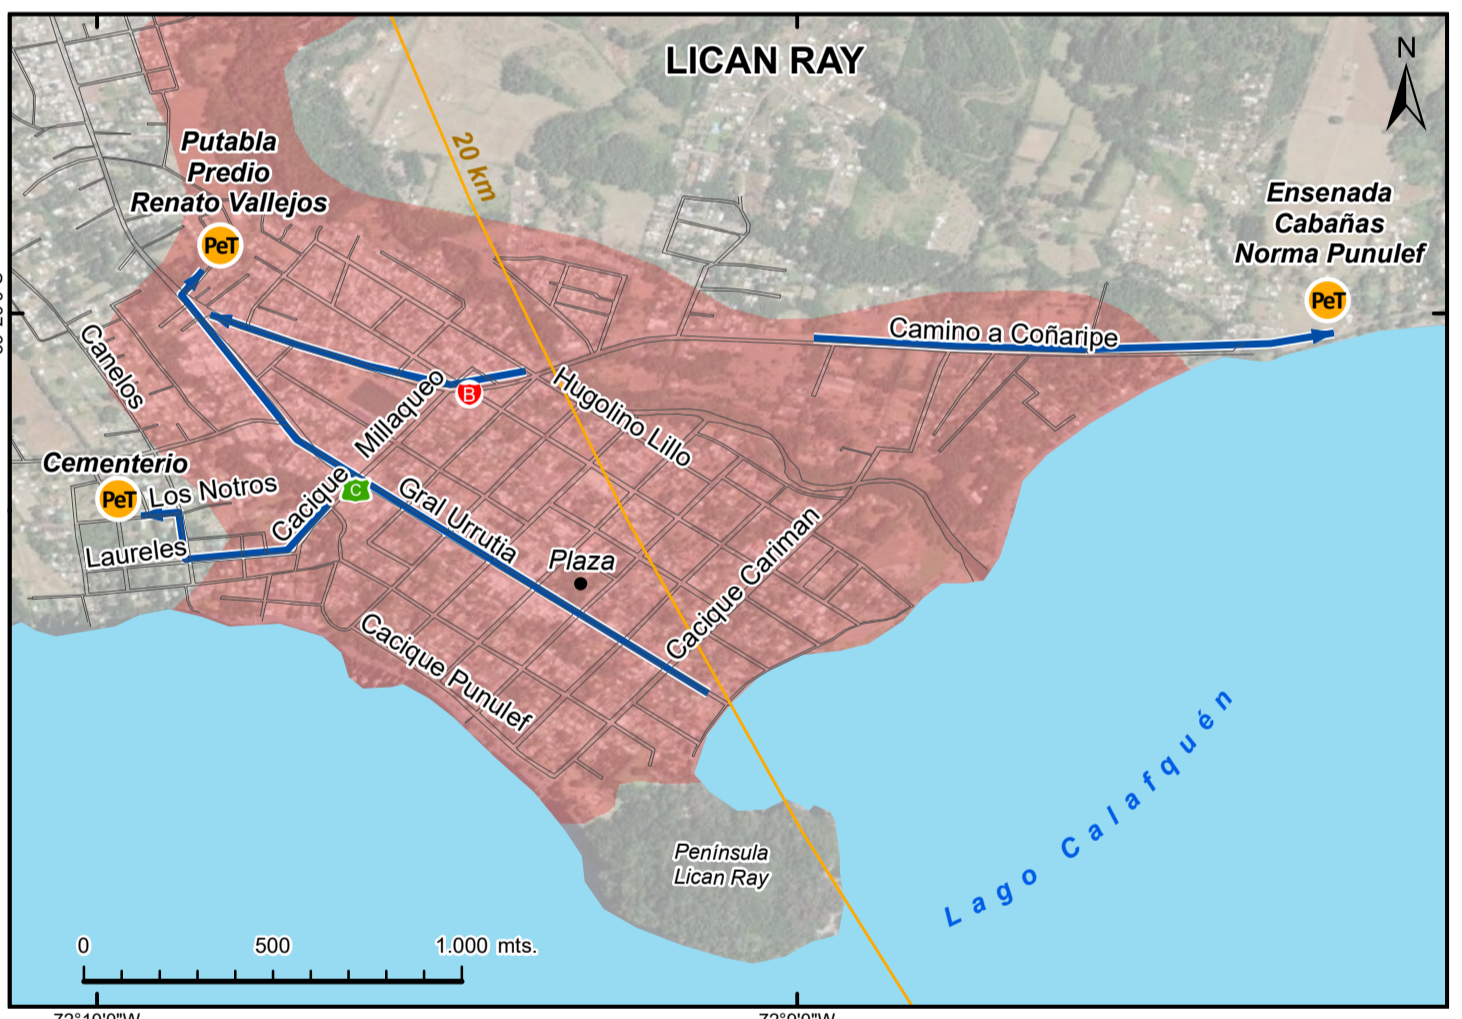 LICAN RAY
N
20 km
Putabla
Predio
Renato Vallejos
PeT
Ensenada
Cabañas
Norma Punulef
PeT
Camino a Coñaripe
Canelos
Hugolino Lillo
B
Cacique Millaqueo
Cementerio
PeT
Los Notros
C
Gral Urrutia
Laureles
Plaza
Cacique Cariman
Cacique Punulef
Península
Lican Ray
Lago Calafquén
0 500 1.000 mts.